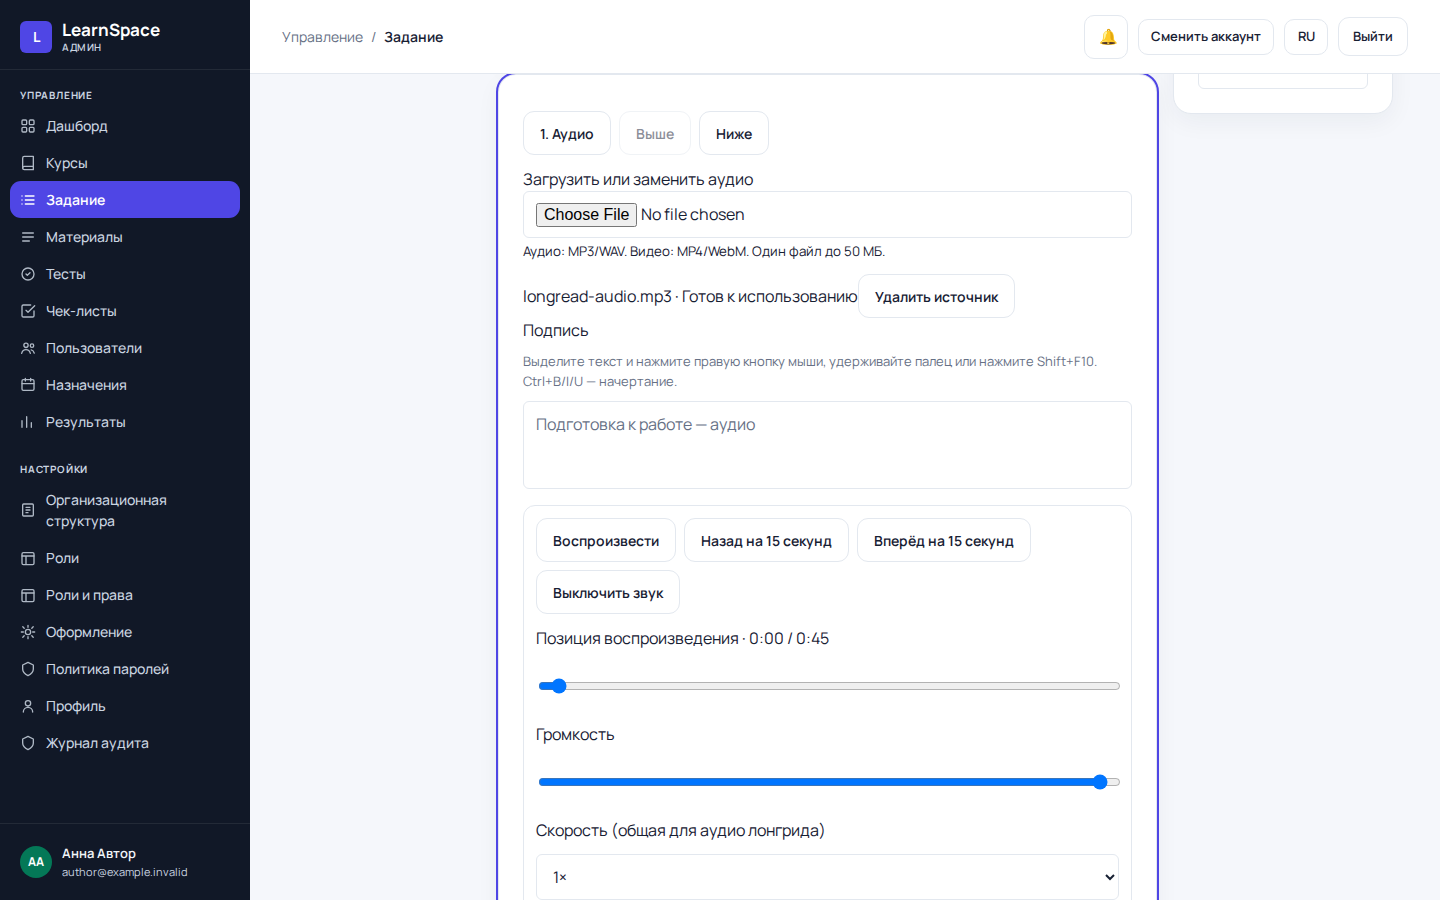 L
LearnSpace
АДМИН
УПРАВЛЕНИЕ
Дашборд
Курсы
Задание
Материалы
Тесты
Чек-листы
Пользователи
Назначения
Результаты
НАСТРОЙКИ
Организационная
структура
Роли
Роли и права
Оформление
Политика паролей
Профиль
Журнал аудита
AA
Анна Автор
author@example.invalid
Управление / Задание
Сменить аккаунт
RU
Выйти
1. Аудио
Выше
Ниже
Загрузить или заменить аудио
Choose File No file chosen
Аудио: MP3/WAV. Видео: MP4/WebM. Один файл до 50 МБ.
longread-audio.mp3 · Готов к использованию
Удалить источник
Подпись
Выделите текст и нажмите правую кнопку мыши, удерживайте палец или нажмите Shift+F10.
Ctrl+B/I/U — начертание.
Подготовка к работе — аудио
Воспроизвести
Назад на 15 секунд
Вперёд на 15 секунд
Выключить звук
Позиция воспроизведения · 0:00 / 0:45
Громкость
Скорость (общая для аудио лонгрида)
1×